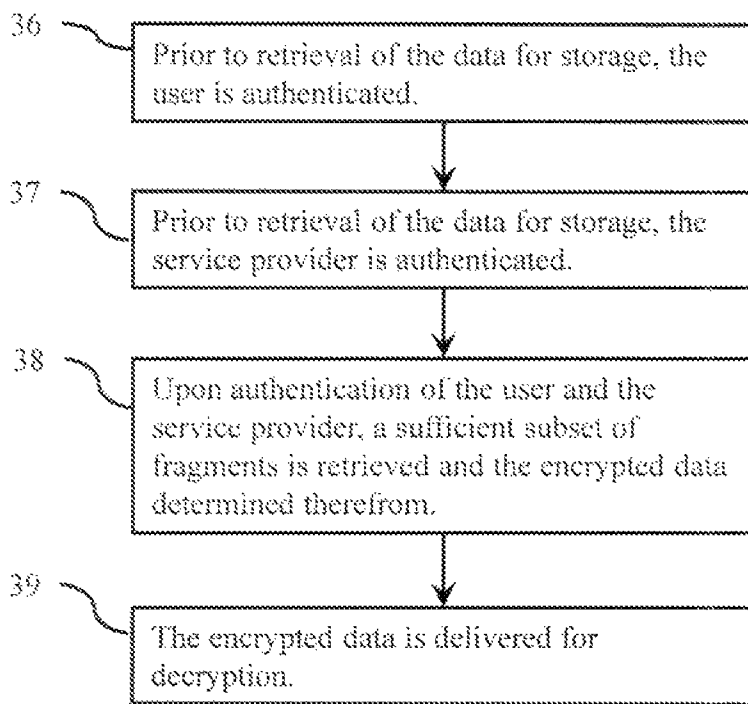 36
Prior to retrieval of the data for storage, the
user is authenticated.
37
Prior to retrieval of the data for storage, the
service provider is authenticated.
38
Upon authentication of the user and the
service provider, a sufficient subset of
fragments is retrieved and the encrypted data
determined therefrom.
39
The encrypted data is delivered for
decryption.